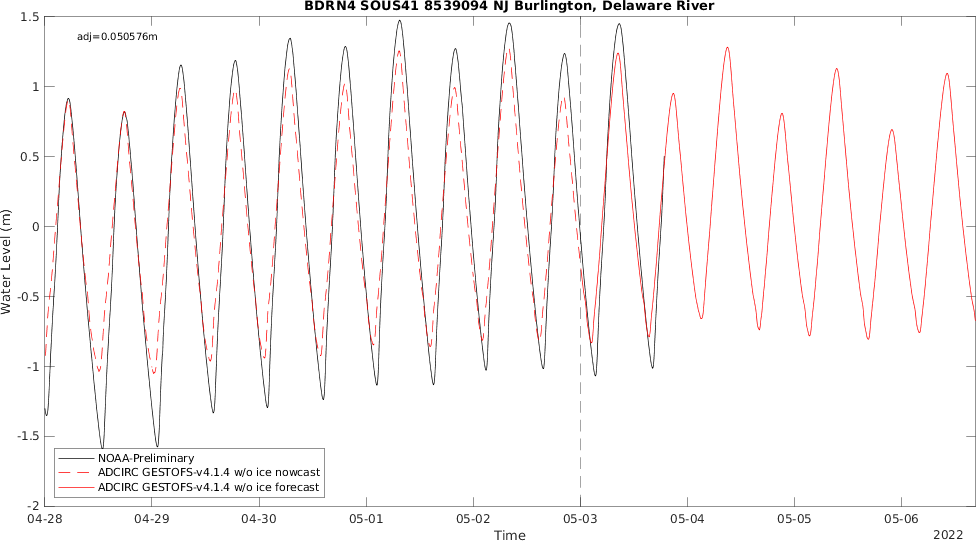 BDRN4 SOUS41 8539094 NJ Burlington, Delaware River
adj=0.050576m
1.5
1
0.5
0
-0.5
-1
-1.5
-2
Water Level (m)
NOAA-Preliminary
ADCIRC GESTOFS-v4.1.4 w/o ice nowcast
ADCIRC GESTOFS-v4.1.4 w/o ice forecast
04-28 04-29 04-30 05-01 05-02 05-03 05-04 05-05 05-06
Time
2022